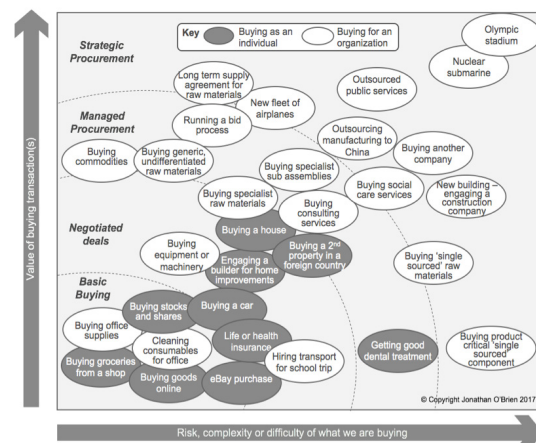 Strategic
Procurement
Key
Buying as an
individual
Buying for an
organization
Olympic
stadium
Nuclear
submarine
Long term supply
agreement for
raw materials
Outsourced
public services
New fleet of
airplanes
Managed
Procurement
Running a bid
process
Outsourcing
manufacturing to
China
Buying another
company
Buying
commodities
Buying generic,
undifferentiated
raw materials
Buying specialist
sub assemblies
Buying social
care services
New building –
engaging a
construction
company
Buying specialist
raw materials
Buying
consulting
services
Negotiated
deals
Buying a house
Buying
equipment or
machinery
Engaging a
builder for home
improvements
Buying a 2nd
property in a
foreign country
Buying 'single
sourced' raw
materials
Basic
Buying
Buying stocks
and shares
Buying a car
Buying office
supplies
Cleaning
consumables
for office
Life or health
insurance
Buying groceries
from a shop
Buying goods
online
eBay purchase
Hiring transport
for school trip
Getting good
dental treatment
Buying product
critical 'single
sourced'
component
© Copyright Jonathan O'Brien 2017
Value of buying transaction(s)
Risk, complexity or difficulty of what we are buying